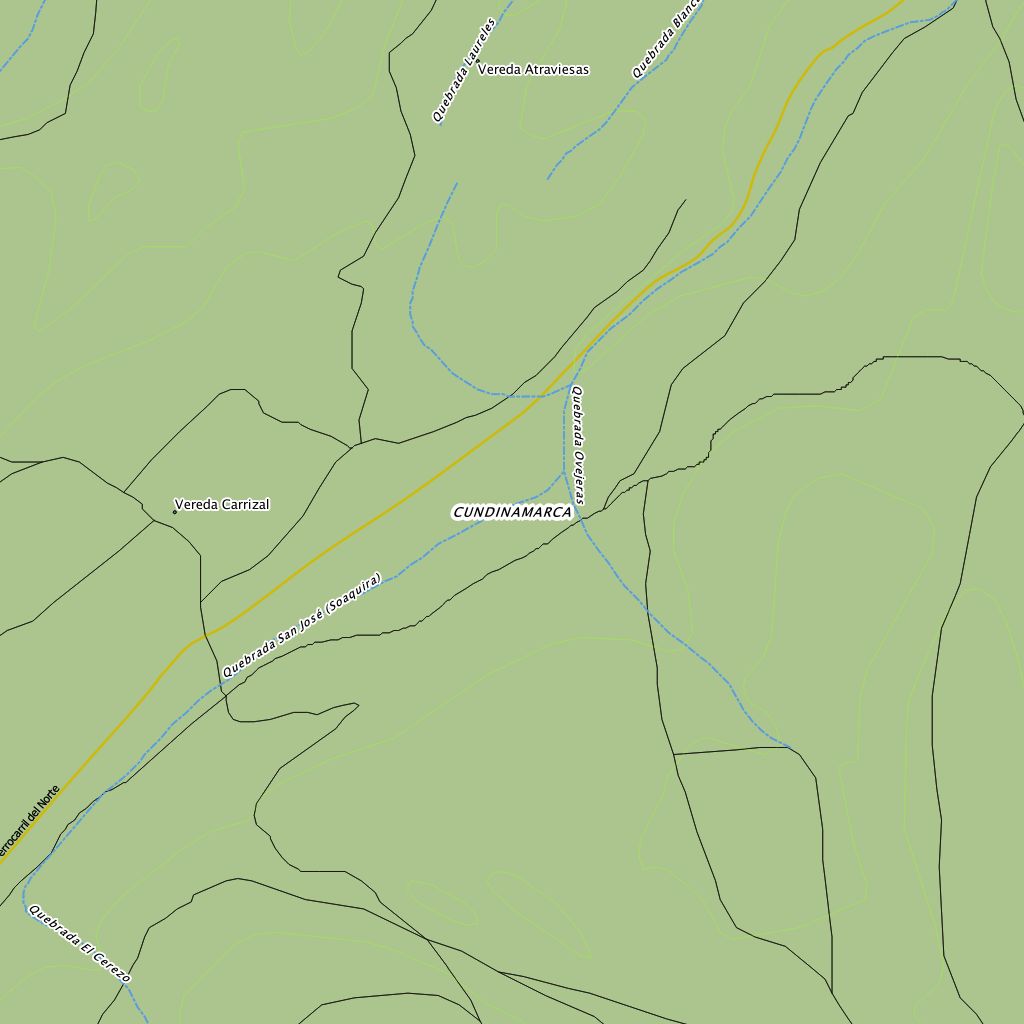 Quebrada Laureles
Quebrada Blanca
Vereda Atraviesas
Quebrada Ovejeras
Vereda Carrizal
CUNDINAMARCA
Quebrada San José (Soaquira)
errocarril del Norte
Quebrada El Cerezo